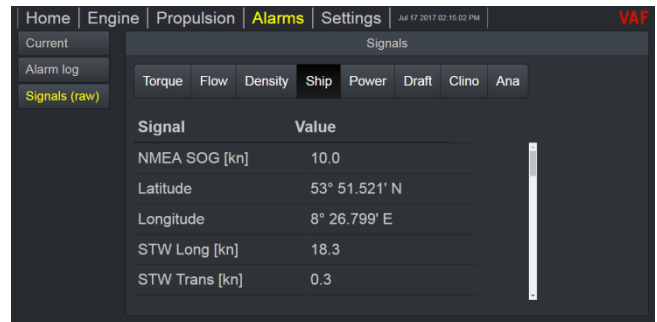 Home Engine Propulsion Alarms Settings Jul 17 2017 02:15:02 PM VAF
Current
Alarm log
Signals (raw)
Signals
Torque Flow Density Ship Power Draft Clino Ana
Signal Value
NMEA SOG [kn] 10.0
Latitude 53° 51.521' N
Longitude 8° 26.799' E
STW Long [kn] 18.3
STW Trans [kn] 0.3